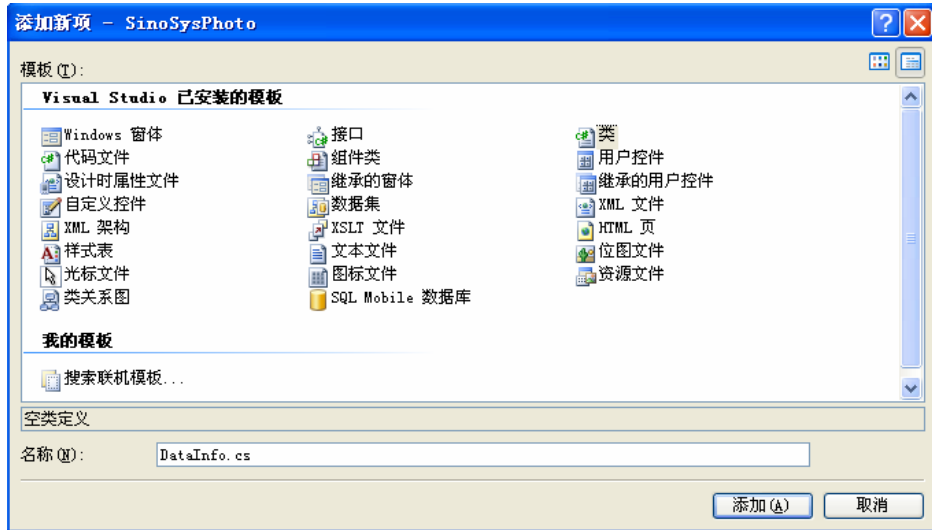 添加新项 - SinoSysPhoto
模板(T):
Visual Studio 已安装的模板
Windows 窗体 接口 类
代码文件 组件类 用户控件
设计时属性文件 继承的窗体 继承的用户控件
自定义控件 数据集 XML 文件
XML 架构 XSLT 文件 HTML 页
样式表 文本文件 位图文件
光标文件 图标文件 资源文件
类关系图 SQL Mobile 数据库
我的模板
搜索联机模板...
空类定义
名称(N): DataInfo.cs
添加(A) 取消